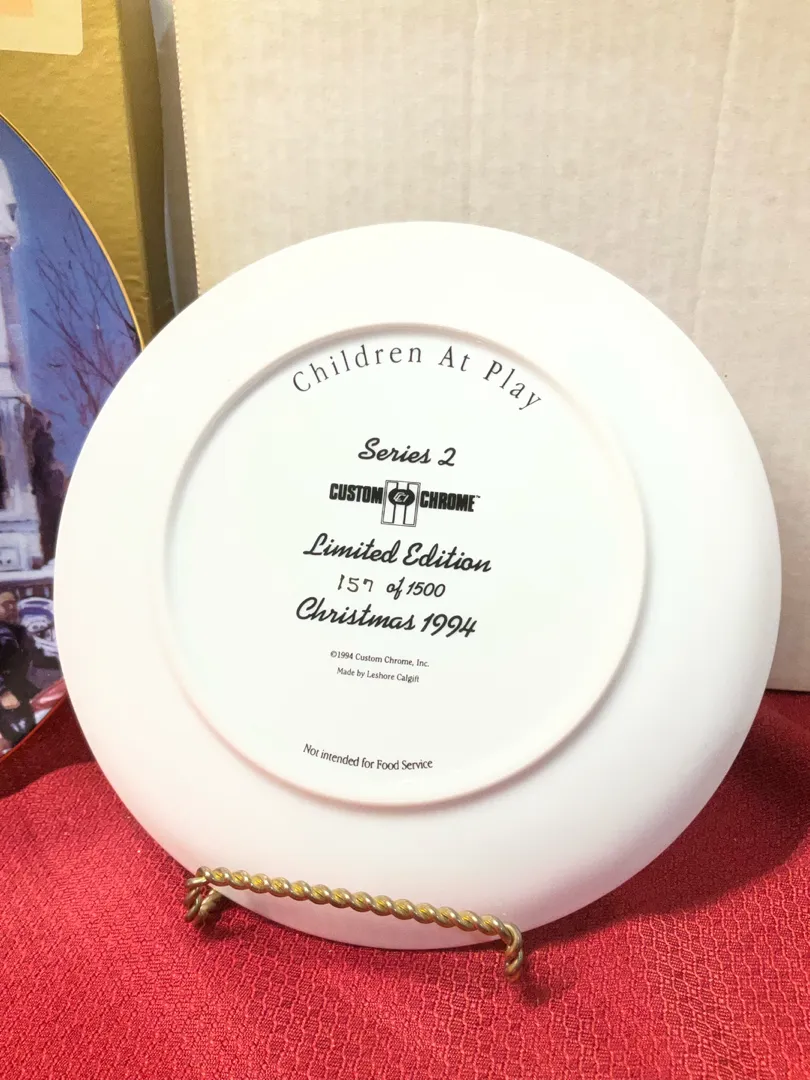 Children At Play
Series 2
CUSTOM CHROME™
Limited Edition
157 of 1500
Christmas 1994
©1994 Custom Chrome, Inc.
Made by Leshore Calgift
Not intended for Food Service